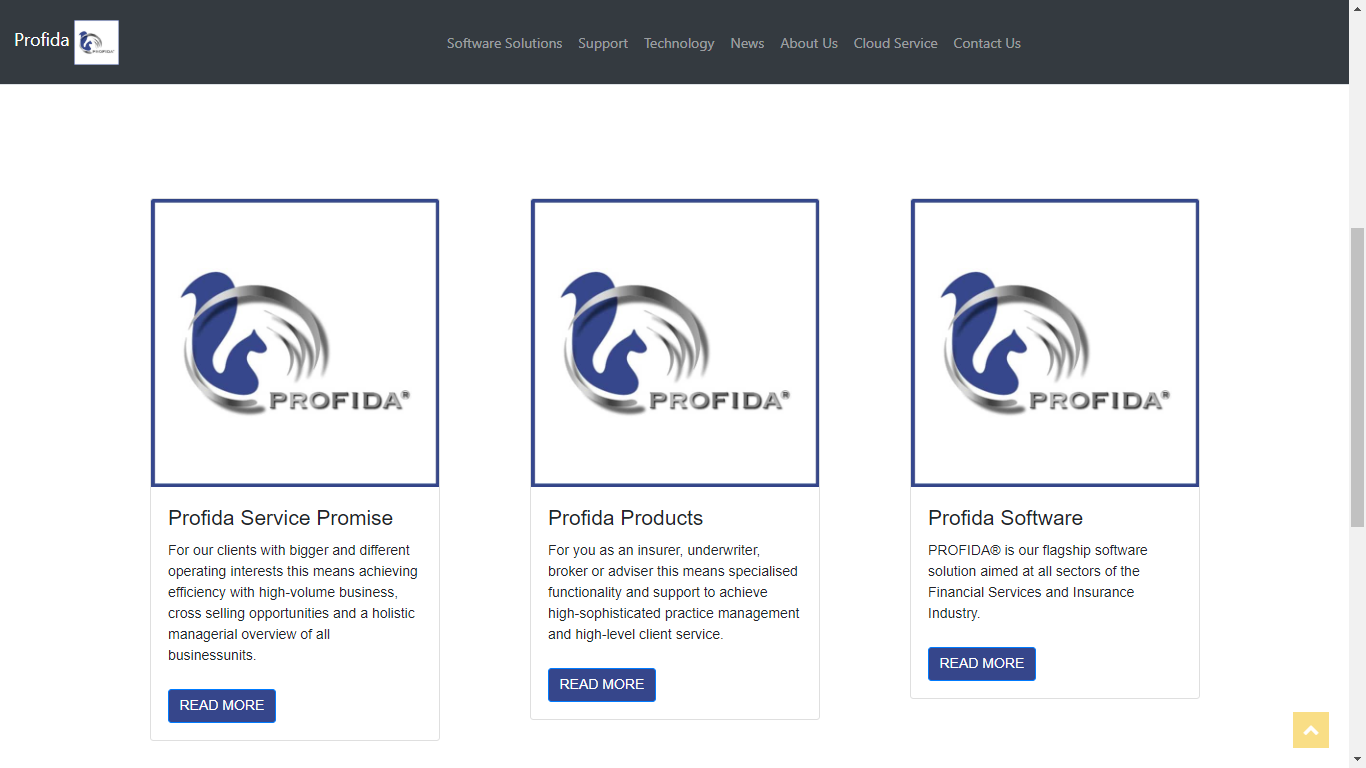 Profida PROFIDA
Software Solutions Support Technology News About Us Cloud Service Contact Us
PROFIDA®
Profida Service Promise
For our clients with bigger and different
operating interests this means achieving
efficiency with high-volume business,
cross selling opportunities and a holistic
managerial overview of all
businessunits.
READ MORE
PROFIDA®
Profida Products
For you as an insurer, underwriter,
broker or adviser this means specialised
functionality and support to achieve
high-sophisticated practice management
and high-level client service.
READ MORE
PROFIDA®
Profida Software
PROFIDA® is our flagship software
solution aimed at all sectors of the
Financial Services and Insurance
Industry.
READ MORE